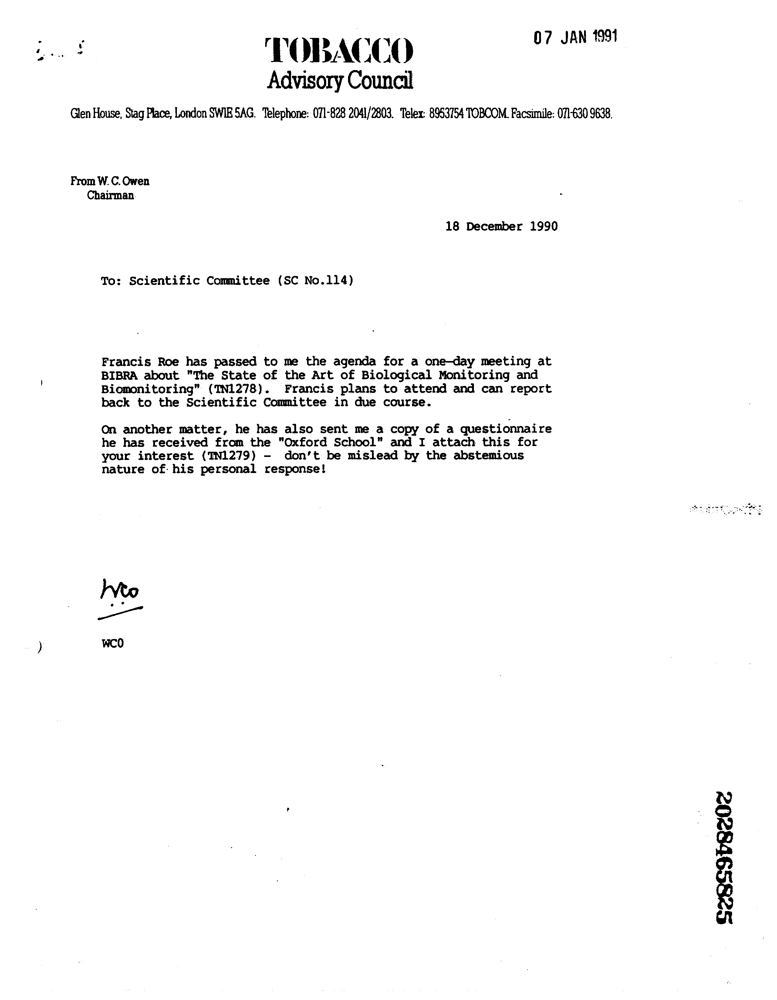 07 JAN 1991
TOBACCO
Advisory Council
Glen House, Stag Place, London SW1E 5AG. Telephone: 071-828 2041/2803. Telex: 8953754 TOBCOM. Facsimile: 071-630 9638.
From W. C. Owen
Chairman
18 December 1990
To: Scientific Committee (SC No.114)
Francis Roe has passed to me the agenda for a one-day meeting at
BIBRA about "The State of the Art of Biological Monitoring and
Biomonitoring" (TN1278). Francis plans to attend and can report
back to the Scientific Committee in due course.
On another matter, he has also sent me a copy of a questionnaire
he has received from the "Oxford School" and I attach this for
your interest (TN1279) - don't be mislead by the abstemious
nature of his personal response!
WCO
WCO
2028465825